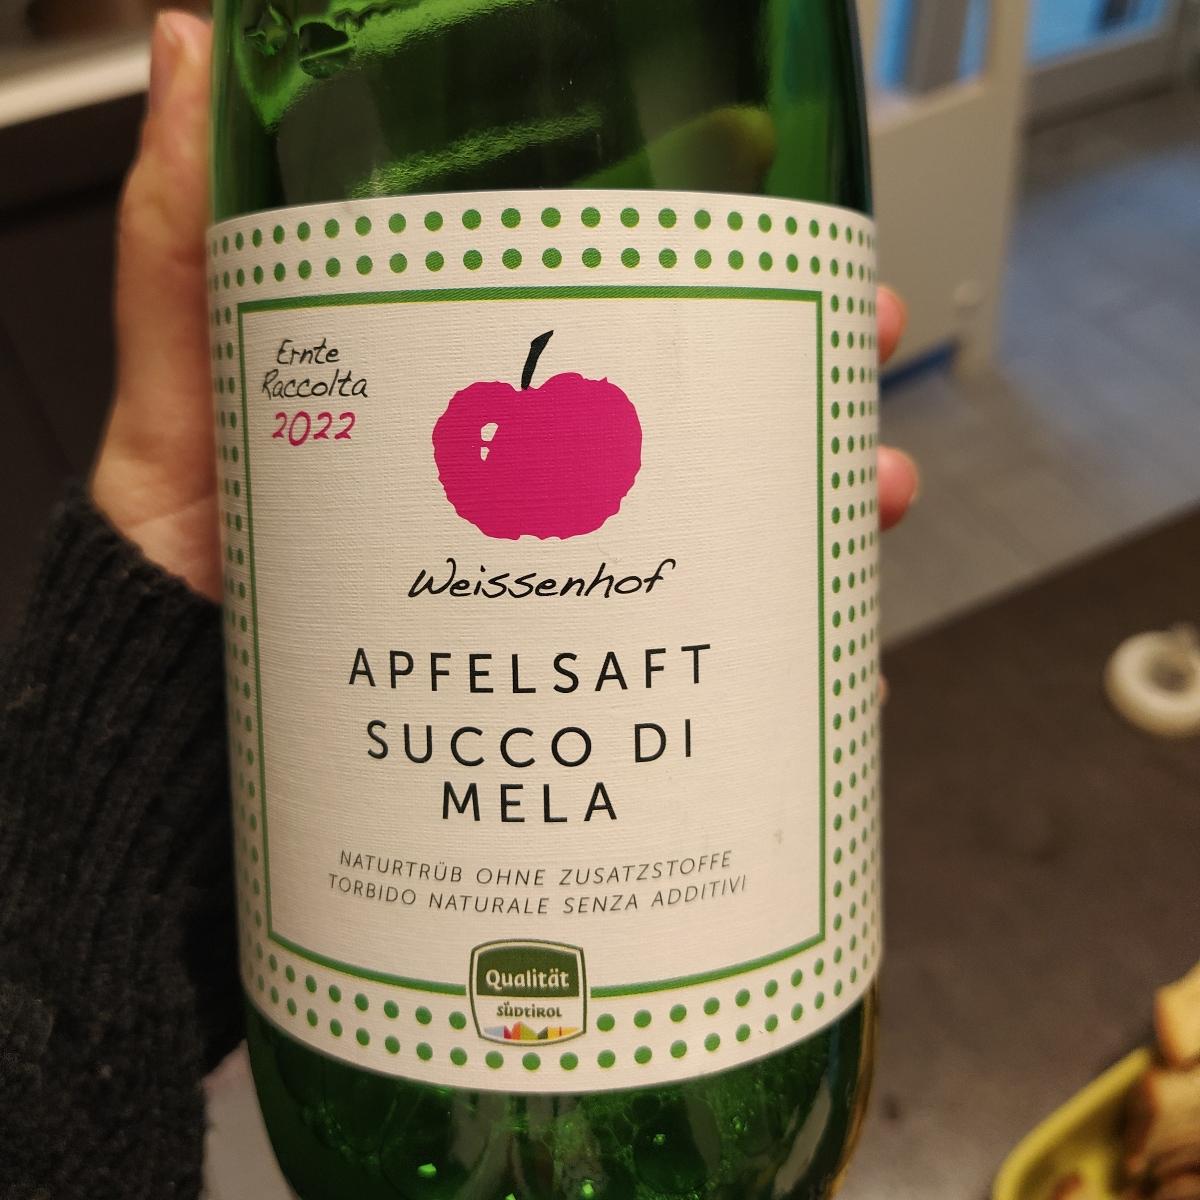 Ernte
Raccolta
2022
Weissenhof
APFELSAFT
SUCCO DI
MELA
NATURTRÜB OHNE ZUSATZSTOFFE
TORBIDO NATURALE SENZA ADDITIVI
Qualität
SÜDTIROL